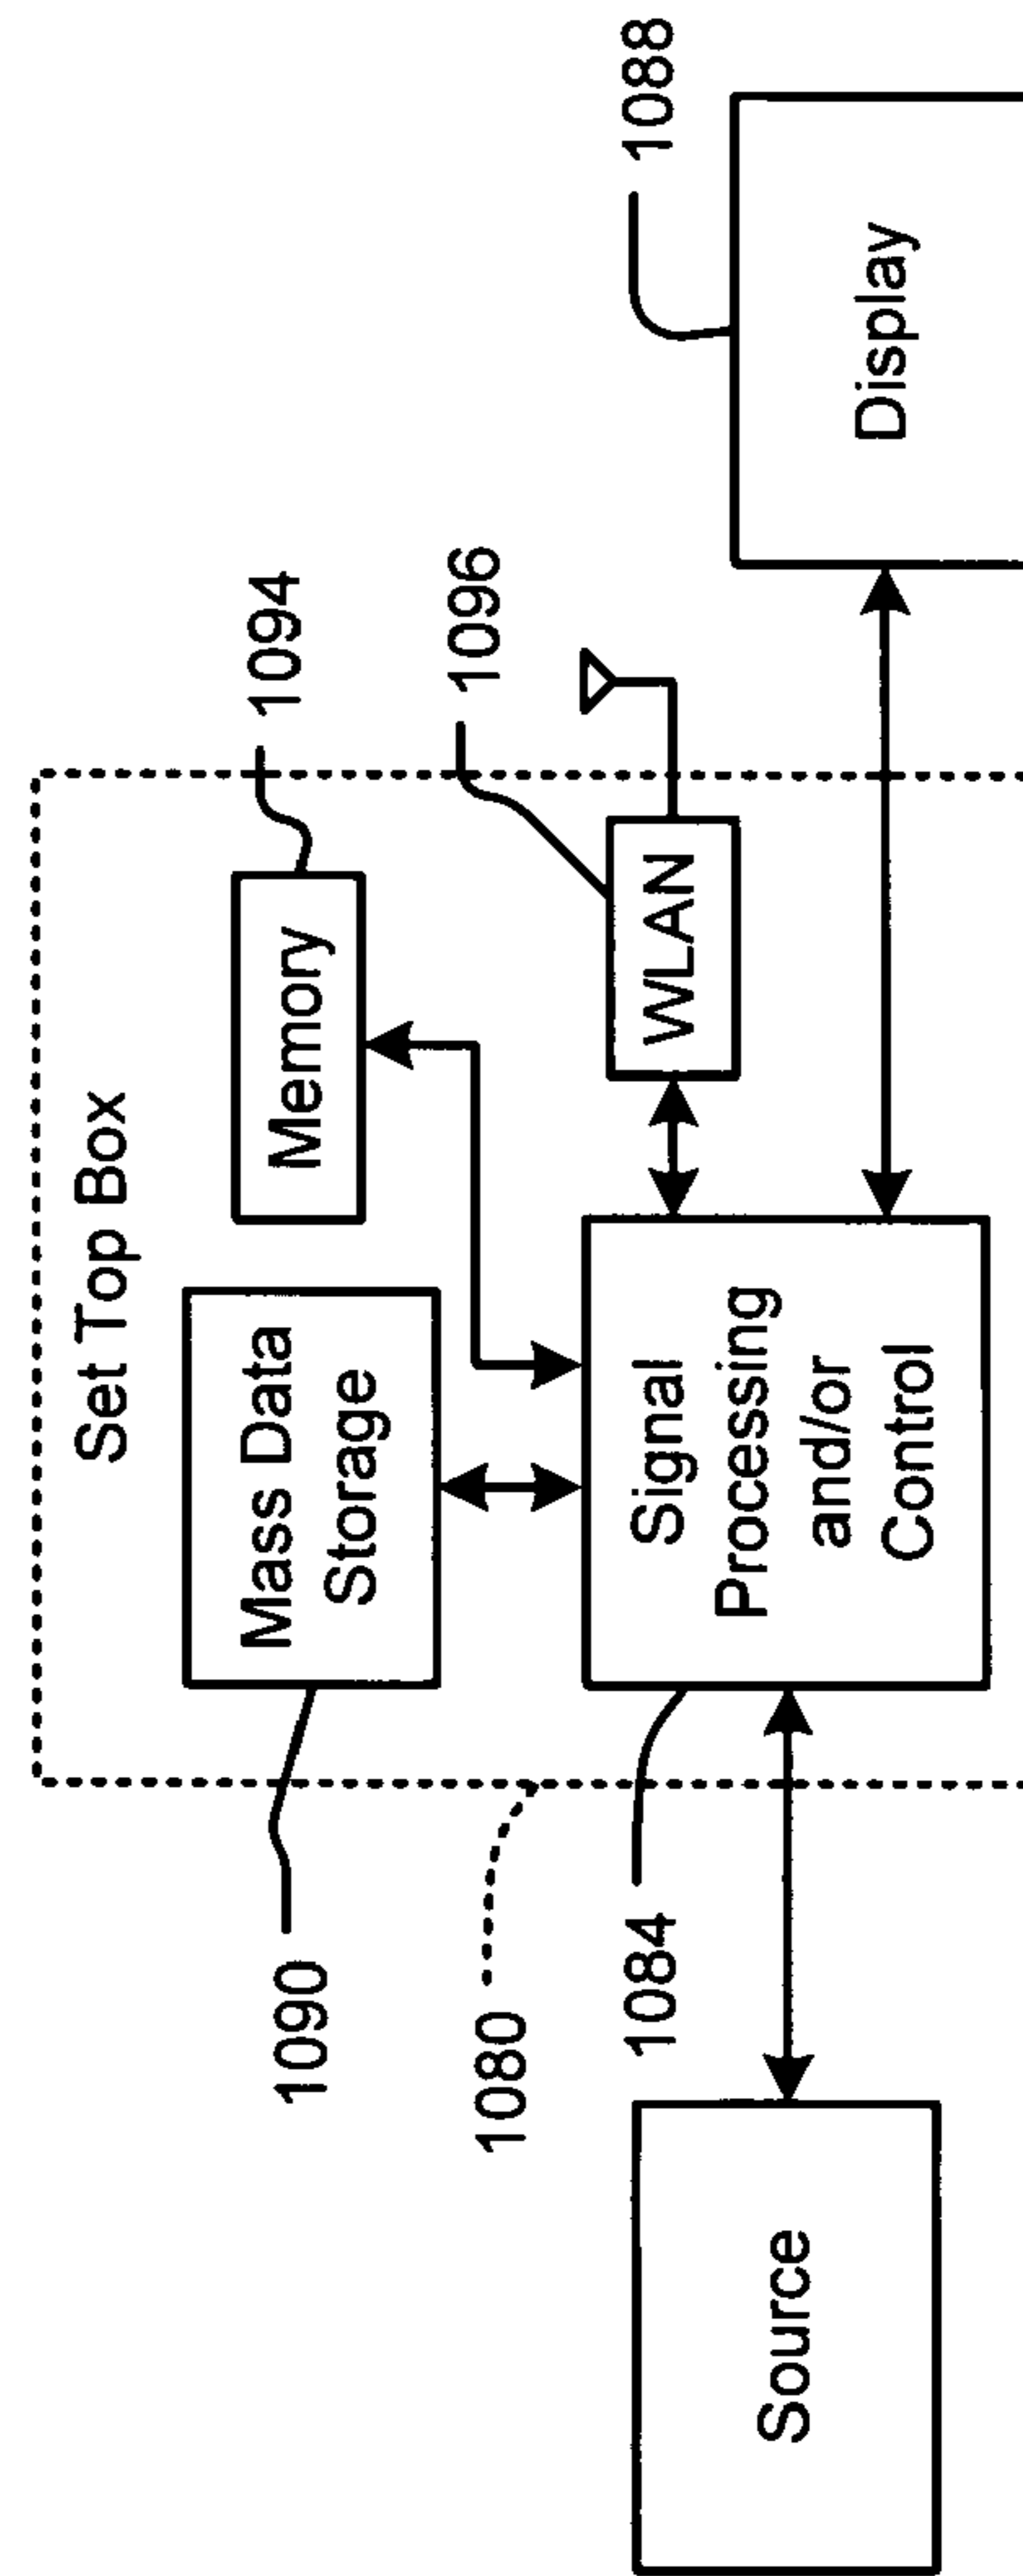 Set Top Box
1090
Mass Data
Storage
Memory
1094
1080
1084
Signal
Processing
and/or
Control
WLAN
1096
1088
Source
Display